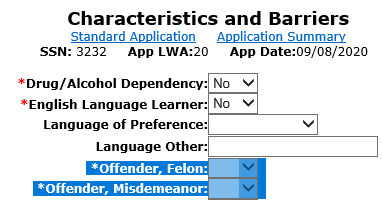 Characteristics and Barriers
Standard Application Application Summary
SSN: 3232 App LWA:20 App Date:09/08/2020
*Drug/Alcohol Dependency: No
*English Language Learner: No
Language of Preference:
Language Other:
*Offender, Felon:
*Offender, Misdemeanor: